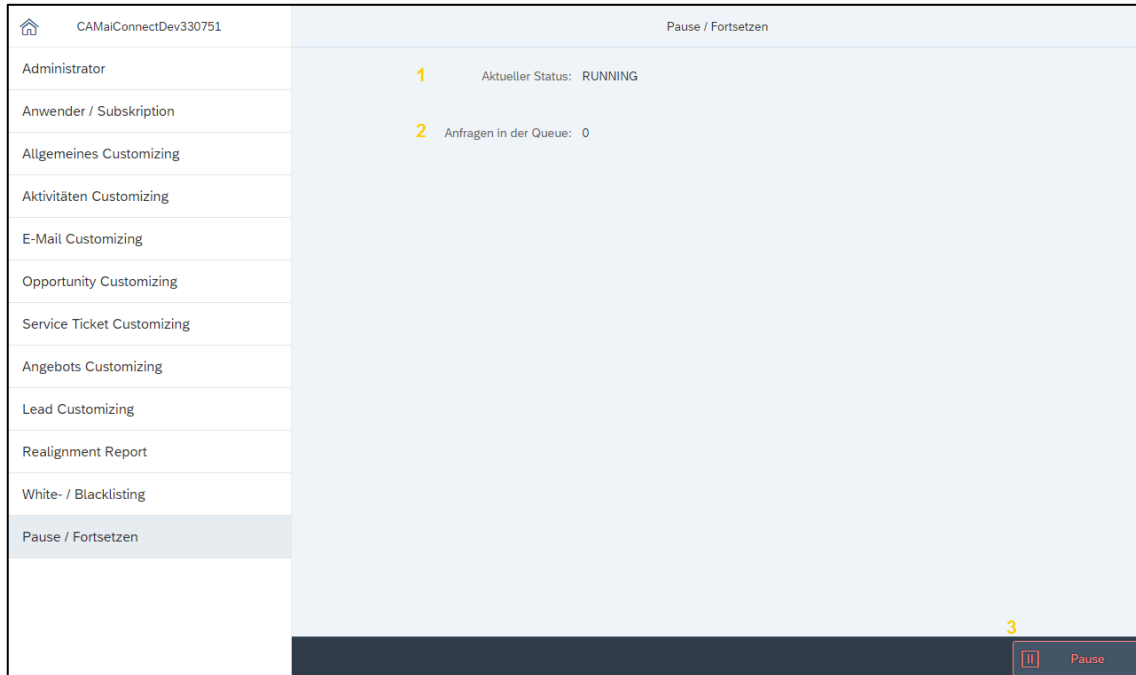 CAMaiConnectDev330751
Pause / Fortsetzen
Administrator
Anwender / Subskription
Allgemeines Customizing
Aktivitäten Customizing
E-Mail Customizing
Opportunity Customizing
Service Ticket Customizing
Angebots Customizing
Lead Customizing
Realignment Report
White- / Blacklisting
Pause / Fortsetzen
1 Aktueller Status: RUNNING
2 Anfragen in der Queue: 0
3
Pause